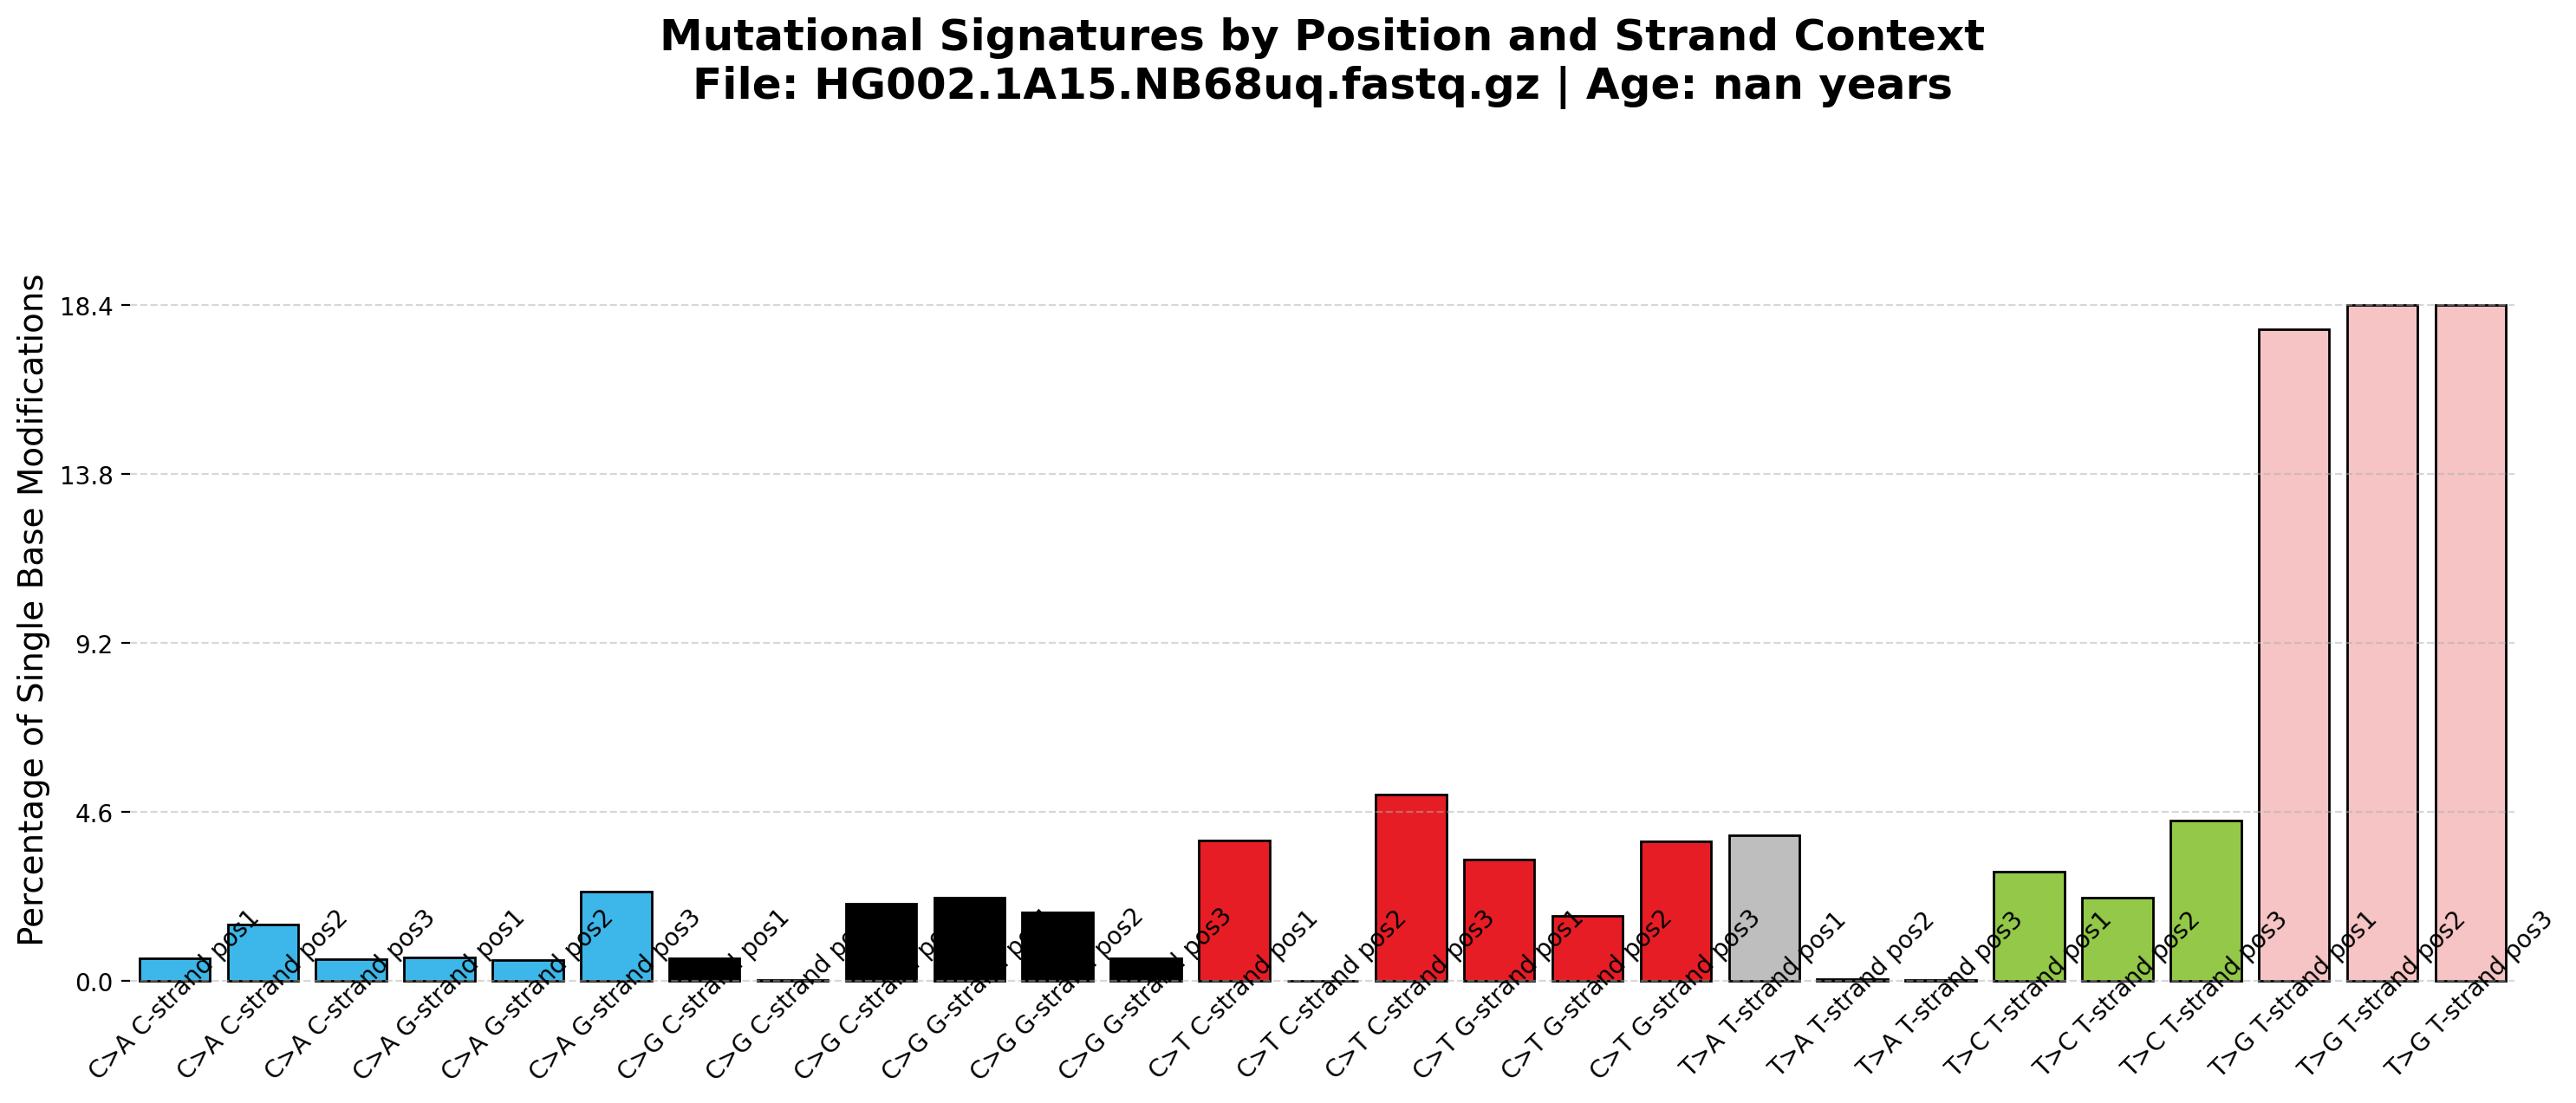 Mutational Signatures by Position and Strand Context
File: HG002.1A15.NB68uq.fastq.gz | Age: nan years
Percentage of Single Base Modifications
18.4
13.8
9.2
4.6
0.0
C>A C-strand pos1
C>A C-strand pos2
C>A C-strand pos3
C>A G-strand pos1
C>A G-strand pos2
C>A G-strand pos3
C>G C-strand pos1
C>G C-strand pos2
C>G C-strand pos3
C>G G-strand pos1
C>G G-strand pos2
C>G G-strand pos3
C>T C-strand pos1
C>T C-strand pos2
C>T C-strand pos3
C>T G-strand pos1
C>T G-strand pos2
C>T G-strand pos3
T>A T-strand pos1
T>A T-strand pos2
T>A T-strand pos3
T>C T-strand pos1
T>C T-strand pos2
T>C T-strand pos3
T>G T-strand pos1
T>G T-strand pos2
T>G T-strand pos3